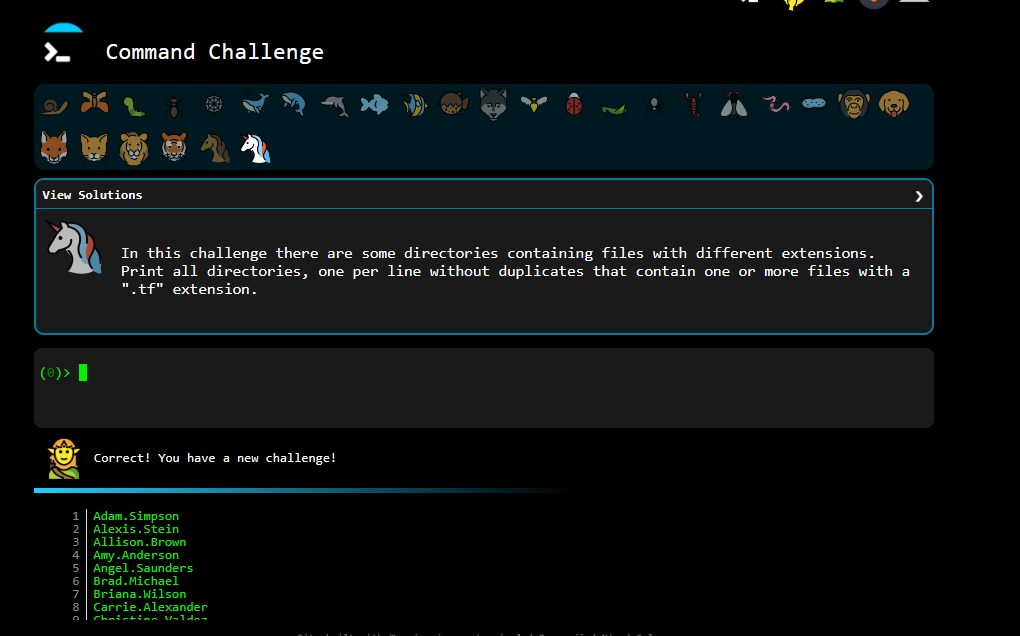 Command Challenge
View Solutions
In this challenge there are some directories containing files with different extensions.
Print all directories, one per line without duplicates that contain one or more files with a
".tf" extension.
(0)>
Correct! You have a new challenge!
1 Adam.Simpson
2 Alexis.Stein
3 Allison.Brown
4 Amy.Anderson
5 Angel.Saunders
6 Brad.Michael
7 Briana.Wilson
8 Carrie.Alexander
9 Christine.Valdez